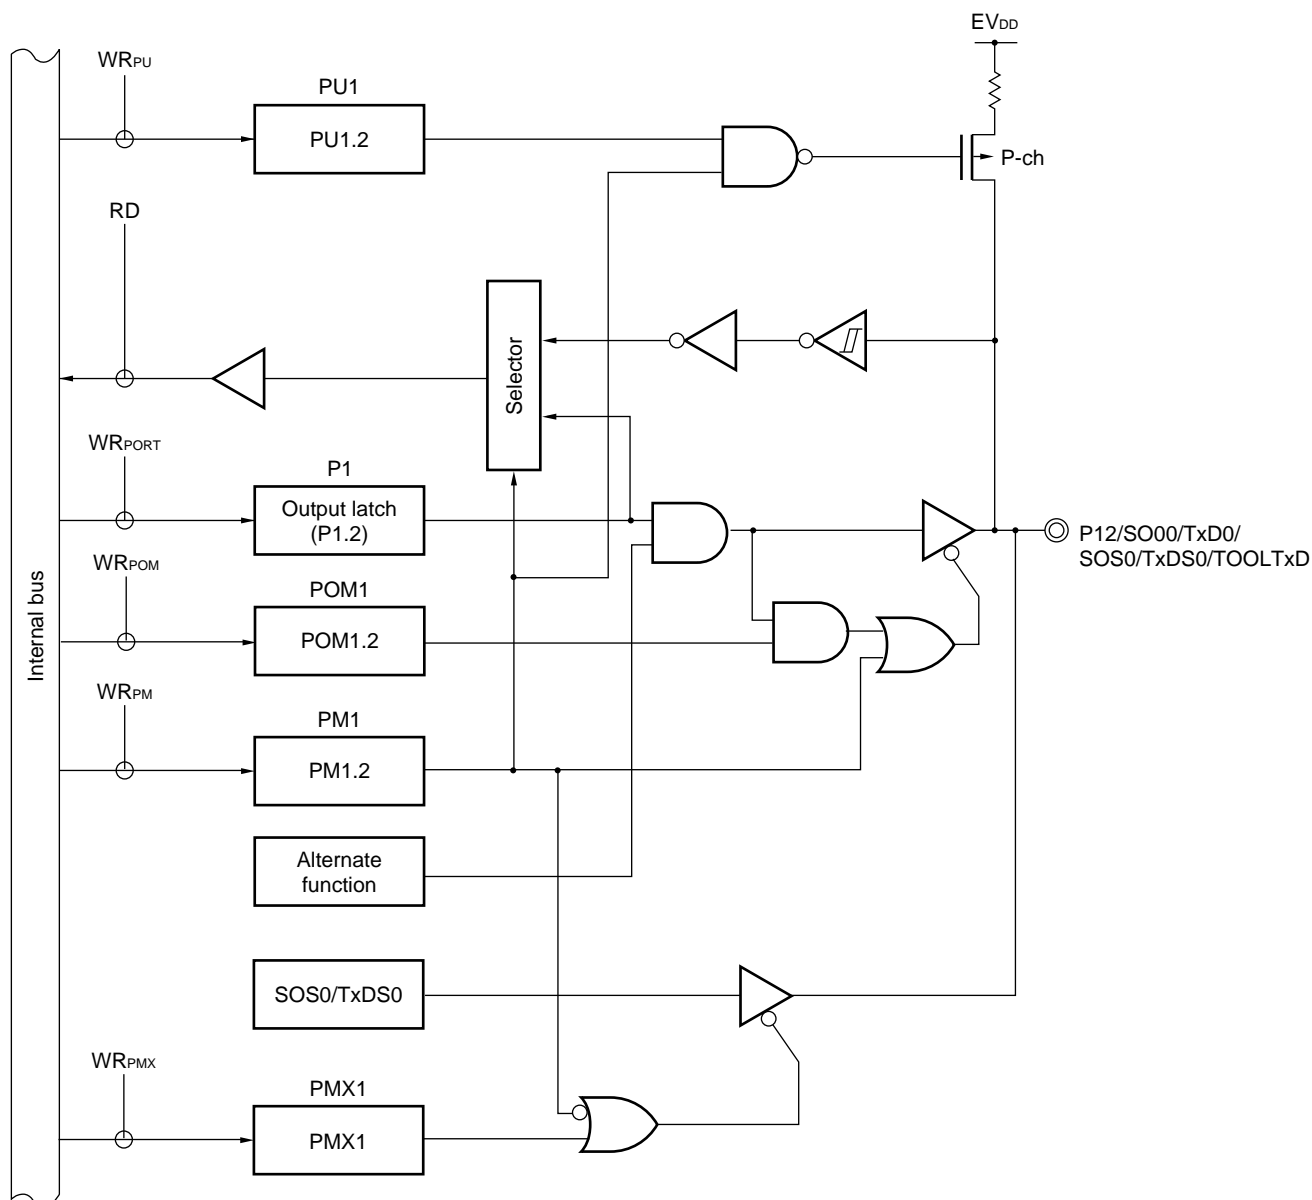 EVDD
WRPU
PU1
PU1.2
P-ch
RD
Selector
WRPORT
P1
Output latch
(P1.2)
P12/SO00/TxD0/
SOS0/TxDS0/TOOLTxD
WRPOM
POM1
POM1.2
Internal bus
WRPM
PM1
PM1.2
Alternate
function
SOS0/TxDS0
WRPMX
PMX1
PMX1